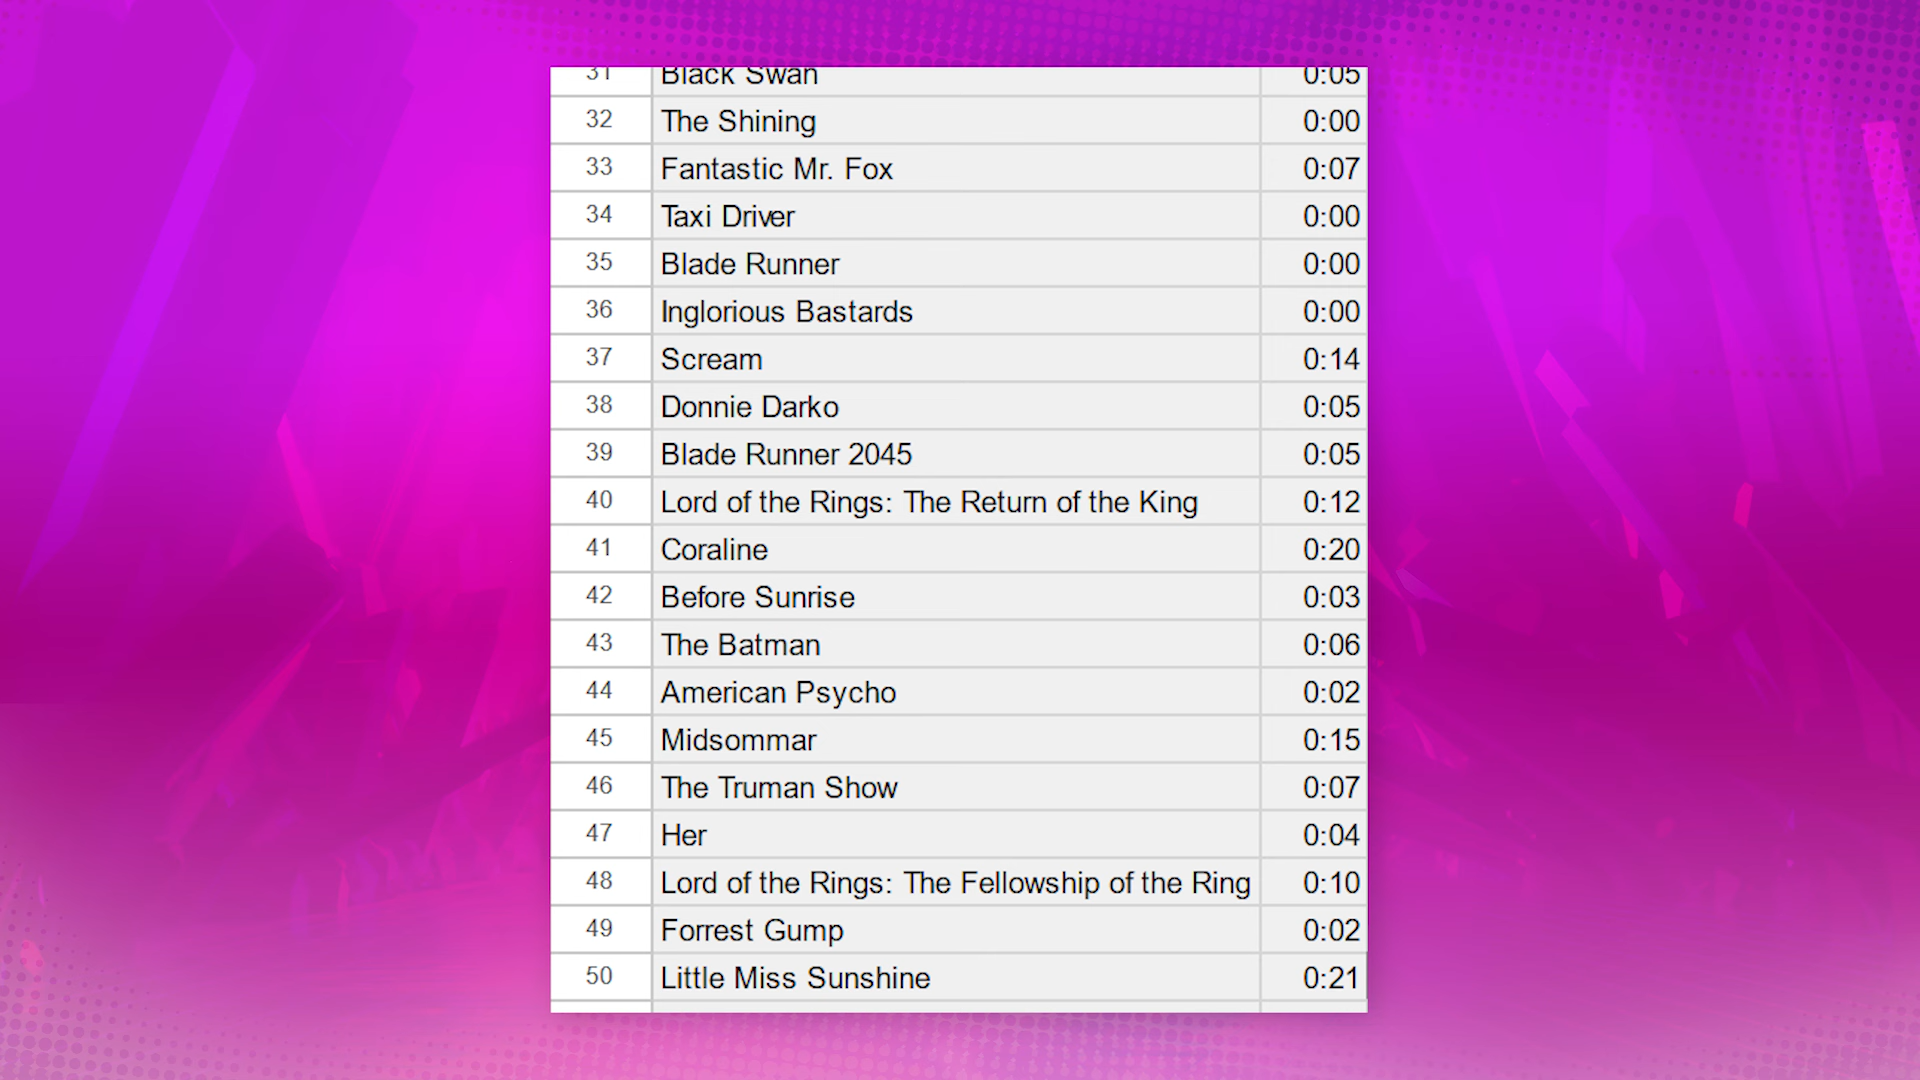 31 Black Swan 0:05
32 The Shining 0:00
33 Fantastic Mr. Fox 0:07
34 Taxi Driver 0:00
35 Blade Runner 0:00
36 Inglorious Bastards 0:00
37 Scream 0:14
38 Donnie Darko 0:05
39 Blade Runner 2045 0:05
40 Lord of the Rings: The Return of the King 0:12
41 Coraline 0:20
42 Before Sunrise 0:03
43 The Batman 0:06
44 American Psycho 0:02
45 Midsommar 0:15
46 The Truman Show 0:07
47 Her 0:04
48 Lord of the Rings: The Fellowship of the Ring 0:10
49 Forrest Gump 0:02
50 Little Miss Sunshine 0:21